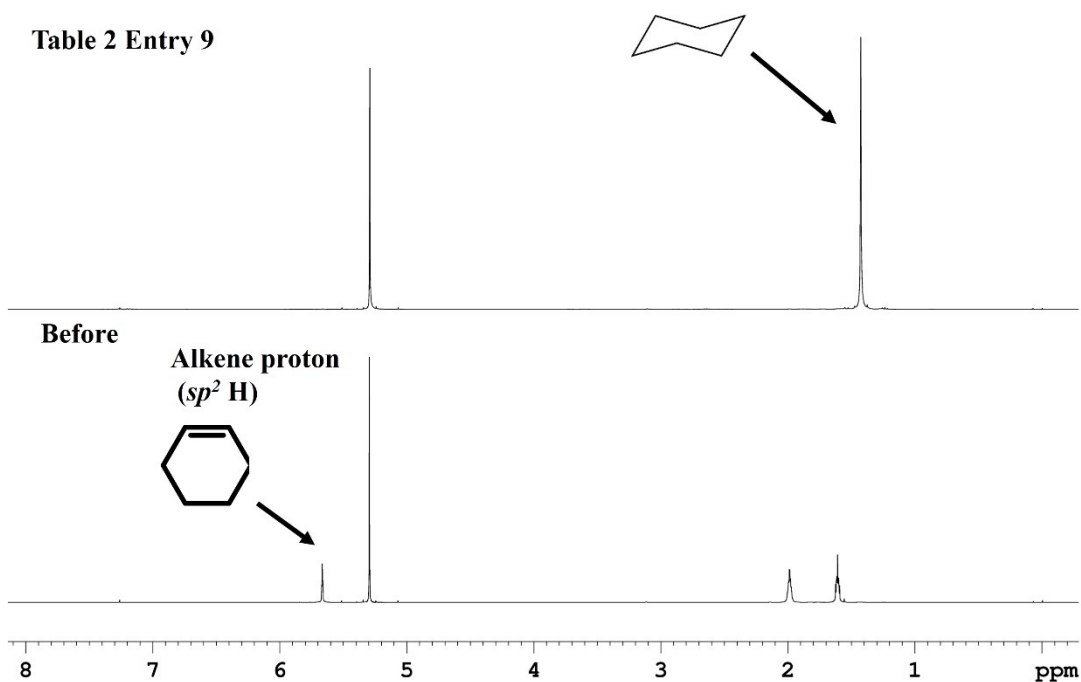 Table 2 Entry 9
Before
Alkene proton
(sp² H)
8 7 6 5 4 3 2 1 ppm